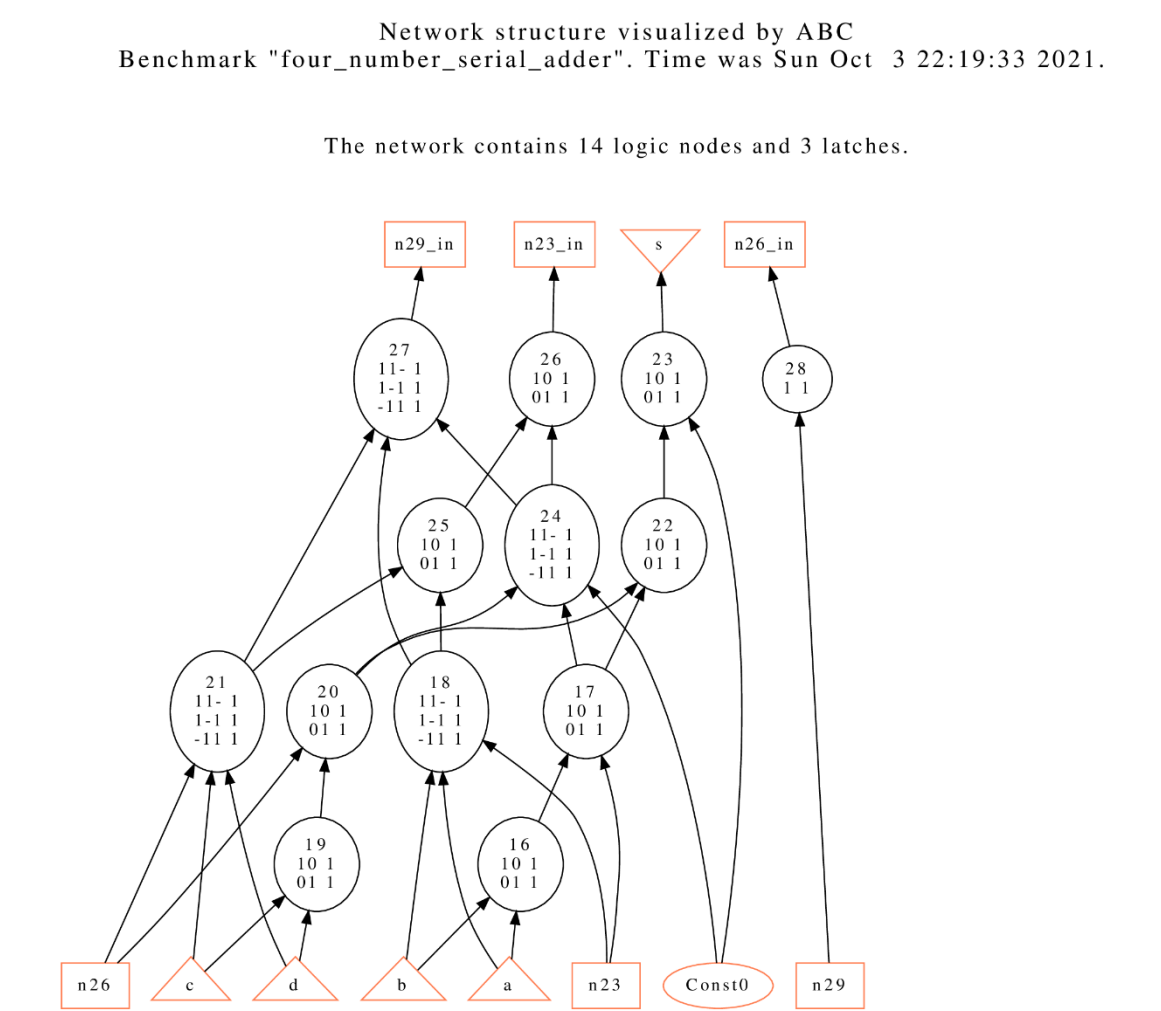 Network structure visualized by ABC
Benchmark "four_number_serial_adder". Time was Sun Oct  3 22:19:33 2021.
The network contains 14 logic nodes and 3 latches.
n29_in
n23_in
s
n26_in
27
11- 1
1-1 1
-11 1
26
10 1
01 1
23
10 1
01 1
28
1 1
25
10 1
01 1
24
11- 1
1-1 1
-11 1
22
10 1
01 1
21
11- 1
1-1 1
-11 1
20
10 1
01 1
18
11- 1
1-1 1
-11 1
17
10 1
01 1
19
10 1
01 1
16
10 1
01 1
n26
c
d
b
a
n23
Const0
n29